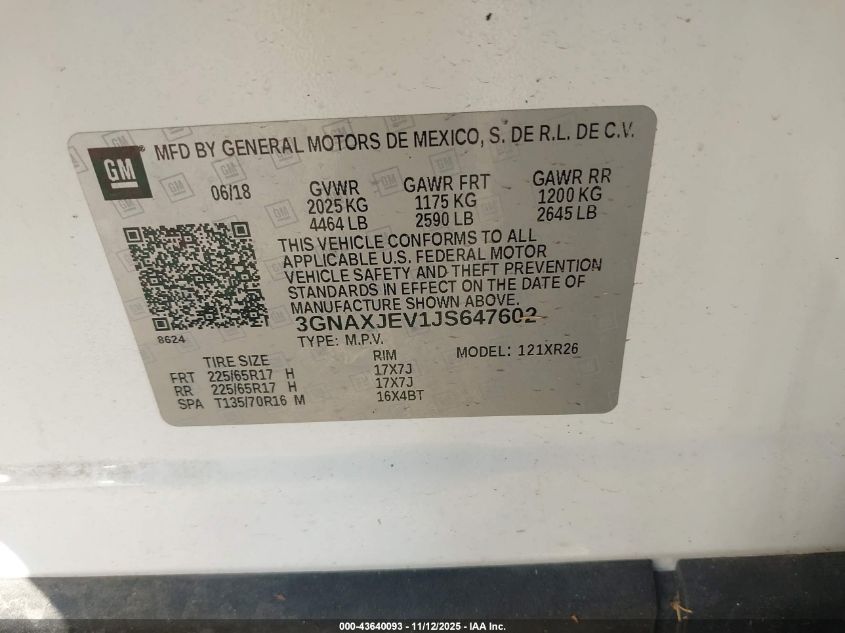 GM
MFD BY GENERAL MOTORS DE MEXICO, S. DE R.L. DE C.V.
06/18 GVWR GAWR FRT GAWR RR
2025 KG 1175 KG 1200 KG
4464 LB 2590 LB 2645 LB
THIS VEHICLE CONFORMS TO ALL
APPLICABLE U.S. FEDERAL MOTOR
VEHICLE SAFETY AND THEFT PREVENTION
STANDARDS IN EFFECT ON THE DATE OF
MANUFACTURE SHOWN ABOVE.
3GNAXJEV1JS647602
8624
TYPE: M.P.V. MODEL: 121XR26
TIRE SIZE RIM
FRT 225/65R17 H 17X7J
RR 225/65R17 H 17X7J
SPA T135/70R16 M 16X4BT
000-43640093 - 11/12/2025 - IAA Inc.